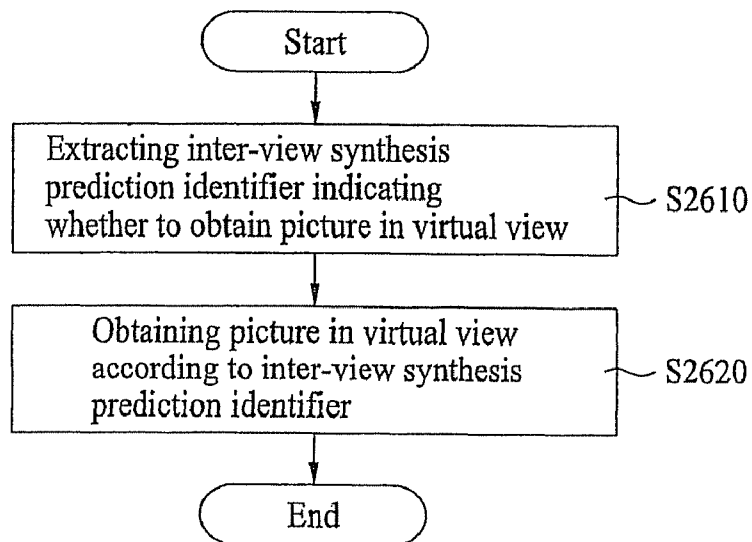 Start
Extracting inter-view synthesis
prediction identifier indicating
whether to obtain picture in virtual view
S2610
Obtaining picture in virtual view
according to inter-view synthesis
prediction identifier
S2620
End